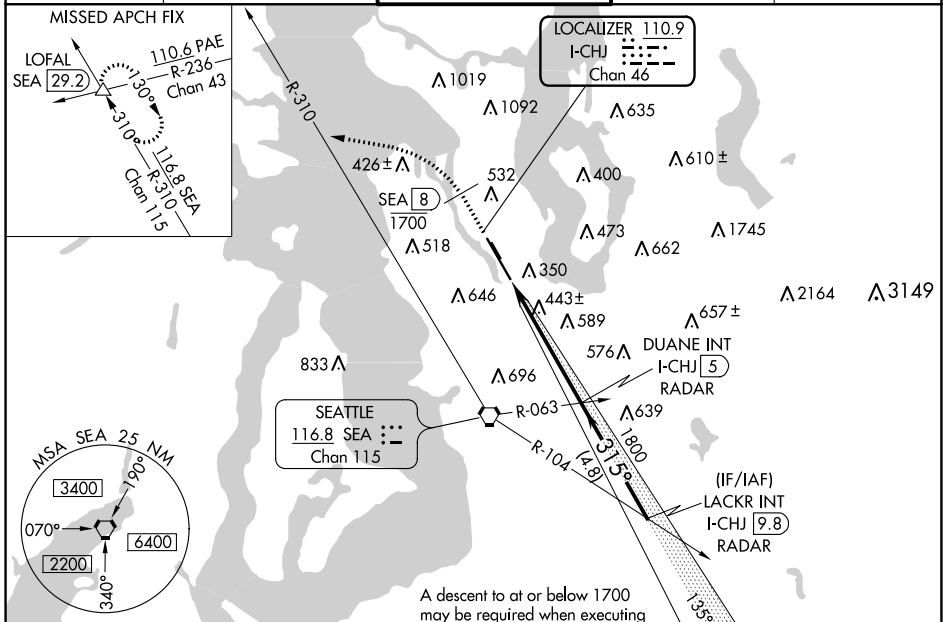 MISSED APCH FIX
LOFAL
SEA 29.2
110.6 PAE
R-236
Chan 43
130°
310°
116.8 SEA
R-310
Chan 115
R-310
LOCALIZER 110.9
I-CHJ
Chan 46
1019
1092
635
426±
532
400
610±
SEA 8
1700
518
473
662
1745
350
646
443±
589
657±
2164
3149
576
DUANE INT
I-CHJ 5
RADAR
833
696
639
SEATTLE
116.8 SEA
Chan 115
R-063
R-104
(4.8)
315°
1800
(IF/IAF)
LACKR INT
I-CHJ 9.8
RADAR
135°
MSA SEA 25 NM
3400
190°
070°
6400
2200
340°
A descent to at or below 1700
may be required when executing